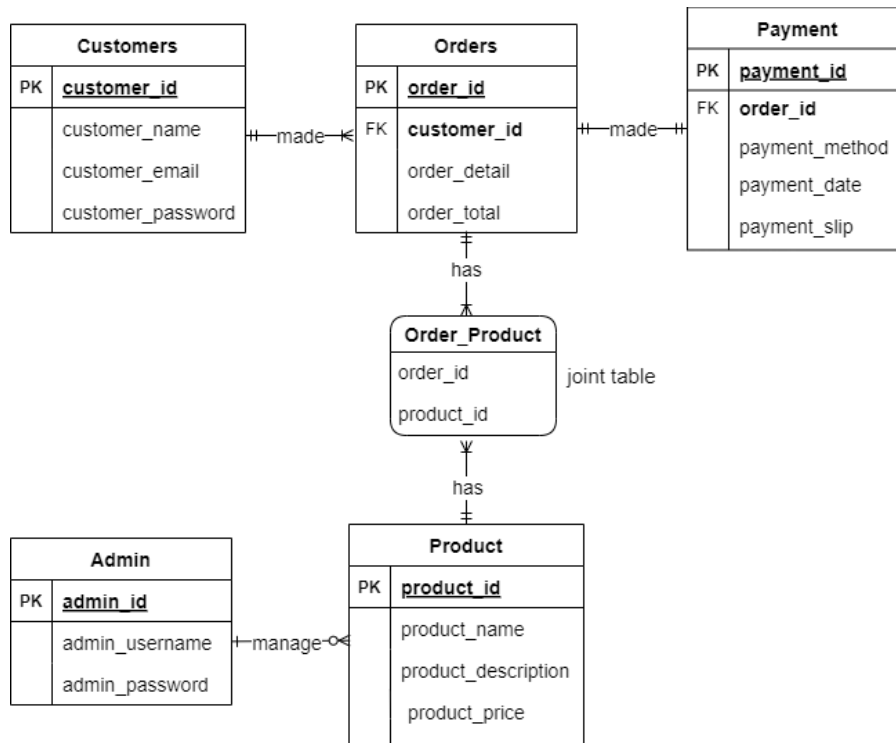 Customers
PK customer_id
customer_name
customer_email
customer_password
made
Orders
PK order_id
FK customer_id
order_detail
order_total
made
Payment
PK payment_id
FK order_id
payment_method
payment_date
payment_slip
has
Order_Product
order_id
product_id
joint table
has
Admin
PK admin_id
admin_username
admin_password
manage
Product
PK product_id
product_name
product_description
product_price